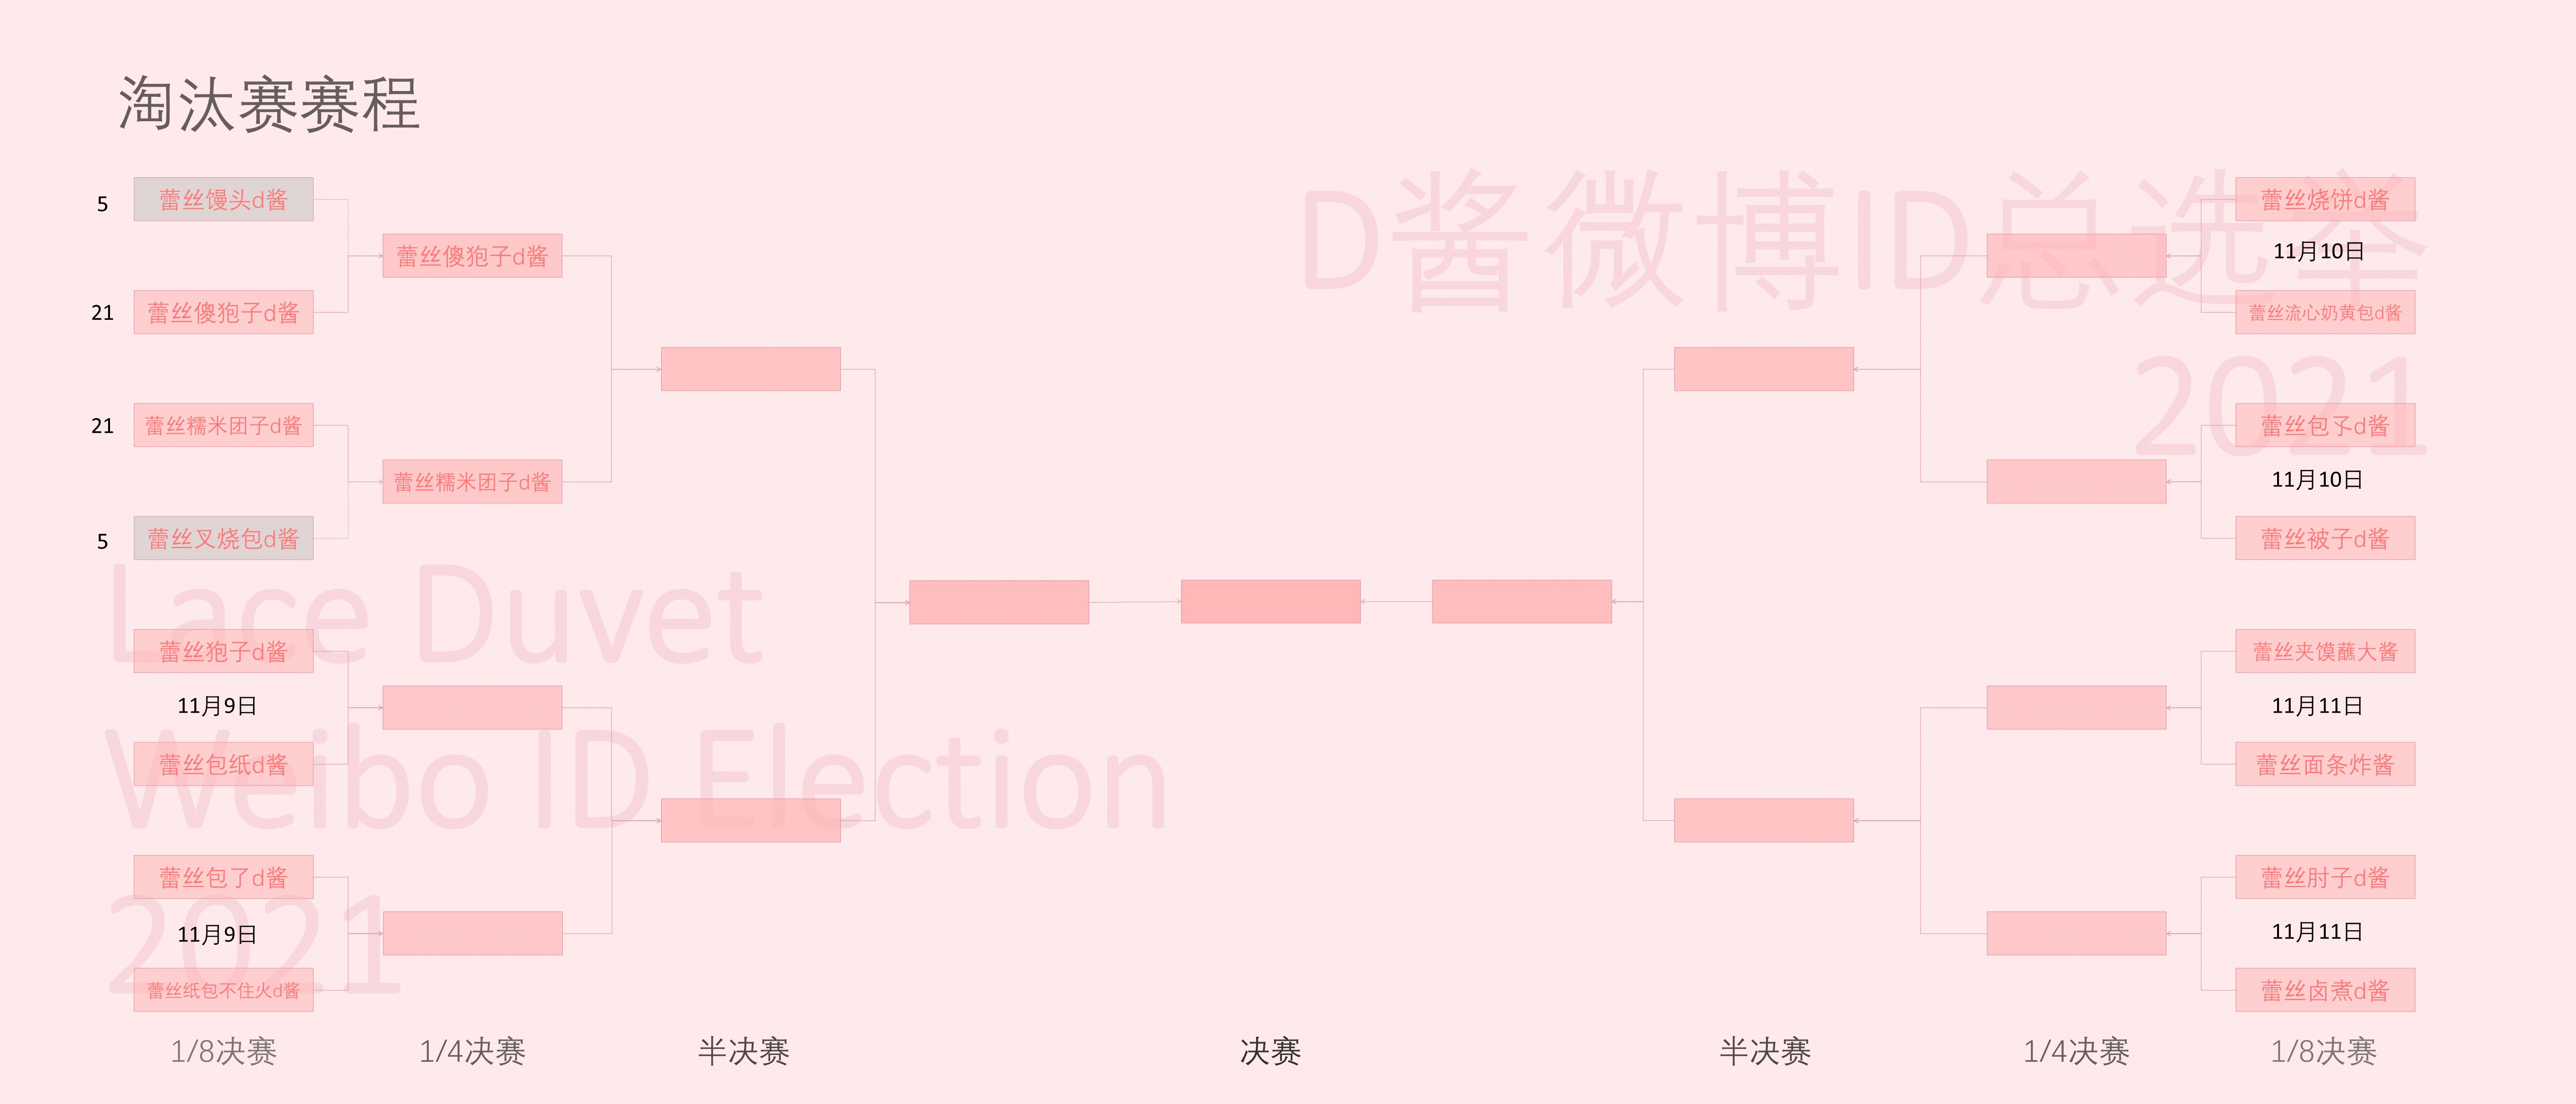 淘汰赛赛程
D酱微博ID总选举
2021
Lace Duvet
Weibo ID Election
2021
5
蕾丝馒头d酱
蕾丝傻狍子d酱
21
蕾丝傻狍子d酱
21
蕾丝糯米团子d酱
蕾丝糯米团子d酱
5
蕾丝叉烧包d酱
蕾丝狍子d酱
11月9日
蕾丝包纸d酱
蕾丝包了d酱
11月9日
蕾丝纸包不住火d酱
蕾丝烧饼d酱
11月10日
蕾丝流心奶黄包d酱
蕾丝包子d酱
11月10日
蕾丝被子d酱
蕾丝夹馍蘸大酱
11月11日
蕾丝面条炸酱
蕾丝肘子d酱
11月11日
蕾丝卤煮d酱
1/8决赛
1/4决赛
半决赛
决赛
半决赛
1/4决赛
1/8决赛